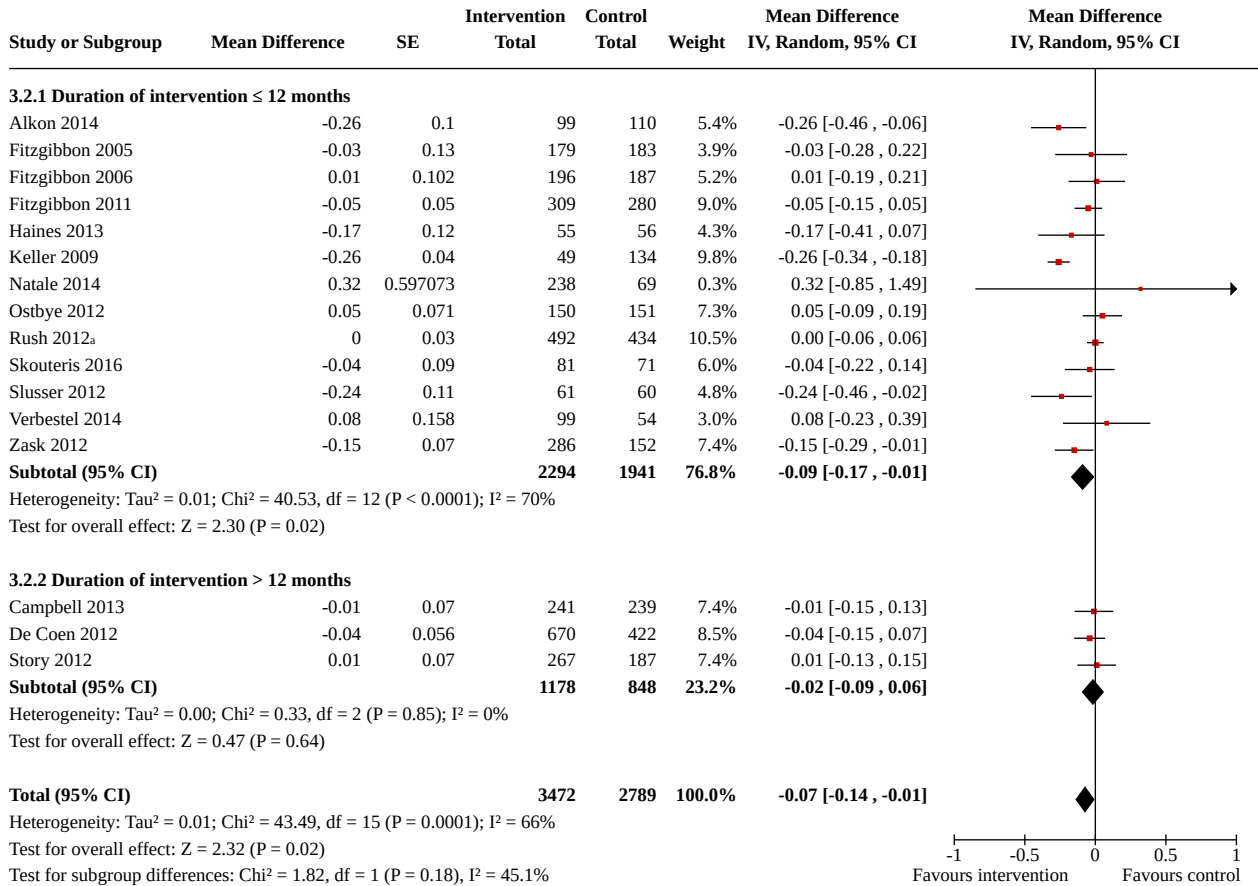 Intervention Control Mean Difference Mean Difference
Study or Subgroup Mean Difference SE Total Total Weight IV, Random, 95% CI IV, Random, 95% CI
3.2.1 Duration of intervention ≤ 12 months
Alkon 2014 -0.26 0.1 99 110 5.4% -0.26 [-0.46 , -0.06]
Fitzgibbon 2005 -0.03 0.13 179 183 3.9% -0.03 [-0.28 , 0.22]
Fitzgibbon 2006 0.01 0.102 196 187 5.2% 0.01 [-0.19 , 0.21]
Fitzgibbon 2011 -0.05 0.05 309 280 9.0% -0.05 [-0.15 , 0.05]
Haines 2013 -0.17 0.12 55 56 4.3% -0.17 [-0.41 , 0.07]
Keller 2009 -0.26 0.04 49 134 9.8% -0.26 [-0.34 , -0.18]
Natale 2014 0.32 0.597073 238 69 0.3% 0.32 [-0.85 , 1.49]
Ostbye 2012 0.05 0.071 150 151 7.3% 0.05 [-0.09 , 0.19]
Rush 2012a 0 0.03 492 434 10.5% 0.00 [-0.06 , 0.06]
Skouteris 2016 -0.04 0.09 81 71 6.0% -0.04 [-0.22 , 0.14]
Slusser 2012 -0.24 0.11 61 60 4.8% -0.24 [-0.46 , -0.02]
Verbestel 2014 0.08 0.158 99 54 3.0% 0.08 [-0.23 , 0.39]
Zask 2012 -0.15 0.07 286 152 7.4% -0.15 [-0.29 , -0.01]
Subtotal (95% CI) 2294 1941 76.8% -0.09 [-0.17 , -0.01]
Heterogeneity: Tau² = 0.01; Chi² = 40.53, df = 12 (P < 0.0001); I² = 70%
Test for overall effect: Z = 2.30 (P = 0.02)
3.2.2 Duration of intervention > 12 months
Campbell 2013 -0.01 0.07 241 239 7.4% -0.01 [-0.15 , 0.13]
De Coen 2012 -0.04 0.056 670 422 8.5% -0.04 [-0.15 , 0.07]
Story 2012 0.01 0.07 267 187 7.4% 0.01 [-0.13 , 0.15]
Subtotal (95% CI) 1178 848 23.2% -0.02 [-0.09 , 0.06]
Heterogeneity: Tau² = 0.00; Chi² = 0.33, df = 2 (P = 0.85); I² = 0%
Test for overall effect: Z = 0.47 (P = 0.64)
Total (95% CI) 3472 2789 100.0% -0.07 [-0.14 , -0.01]
Heterogeneity: Tau² = 0.01; Chi² = 43.49, df = 15 (P = 0.0001); I² = 66%
Test for overall effect: Z = 2.32 (P = 0.02)
-1 -0.5 0 0.5 1
Test for subgroup differences: Chi² = 1.82, df = 1 (P = 0.18), I² = 45.1%
Favours intervention Favours control